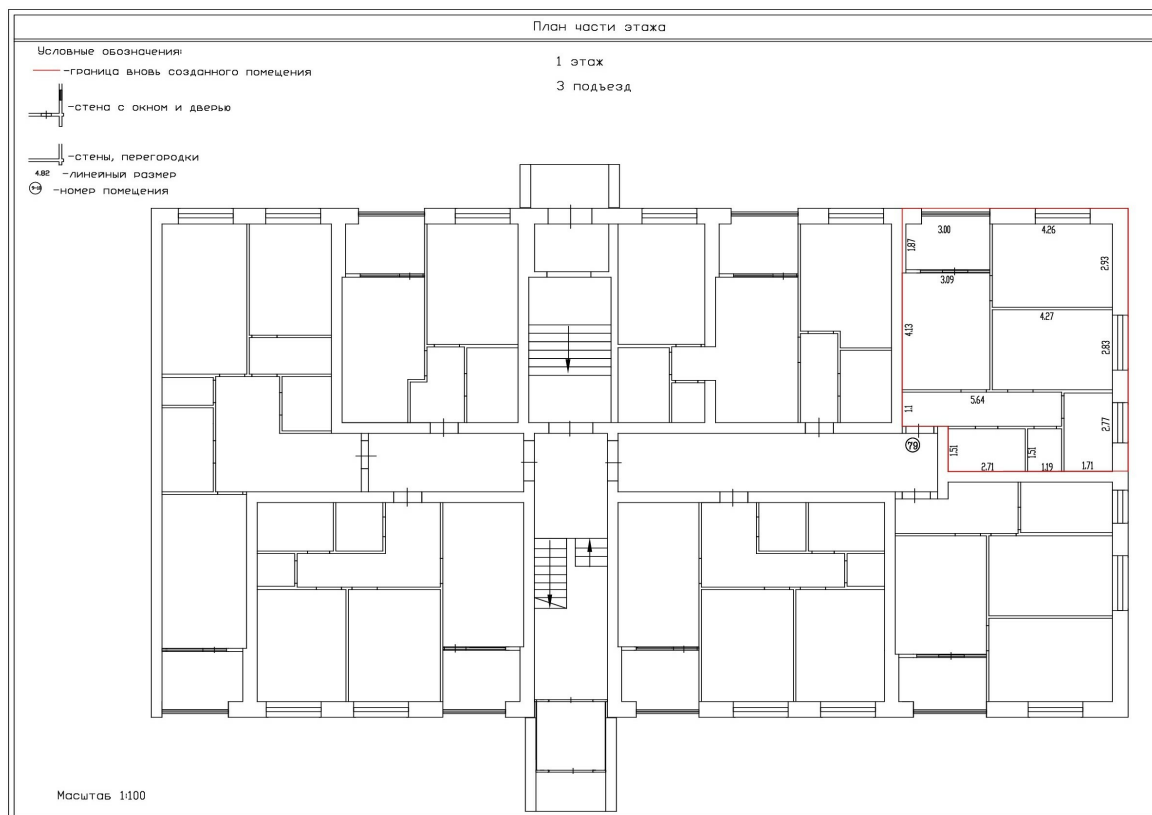 План части этажа
Условные обозначения:
-граница вновь созданного помещения
1 этаж
3 подъезд
-стена с окном и дверью
-стены, перегородки
4.82 -линейный размер
-номер помещения
3.00
4.26
1.87
2.93
3.09
4.27
4.13
2.83
5.64
1.1
2.77
79
1.51
1.51
2.71
1.19
1.71
Масштаб 1:100